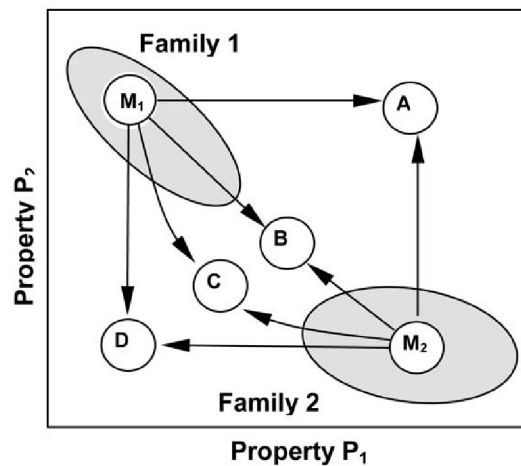 Family 1
M₁
A
B
C
D
M₂
Family 2
Property P₂
Property P₁